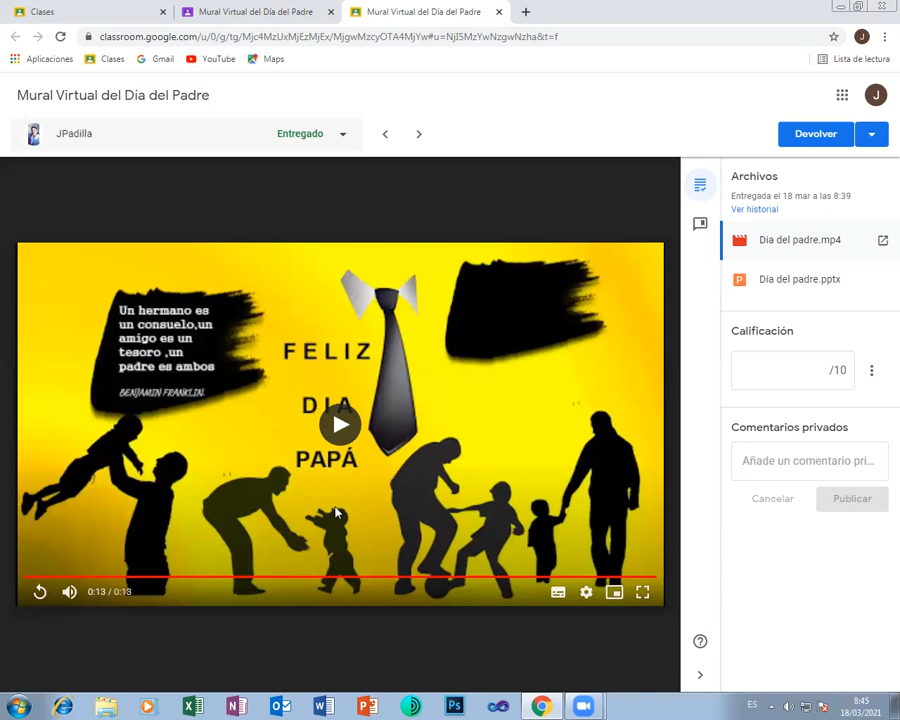 Clases
Mural Virtual del Día del Padre
Mural Virtual del Día del Padre
classroom.google.com/u/0/g/tg/Mjc4MzUxMjEzMjEx/MjgwMzcyOTA4MjYw#u=NjI5MzYwNzgwNzha&t=f
J
Aplicaciones
Clases
Gmail
YouTube
Maps
Lista de lectura
Mural Virtual del Día del Padre
J
JPadilla
Entregado
Devolver
Archivos
Entregada el 18 mar a las 8:39
Ver historial
Dia del padre.mp4
Dia del padre.pptx
Calificación
/10
Comentarios privados
Añade un comentario pri...
Cancelar
Publicar
Un hermano es
un consuelo,un
amigo es un
tesoro ,un
padre es ambos
BENJAMIN FRANKLIN.
FELIZ
DIA
PAPÁ
0:13 / 0:13
ES
8:45
18/03/2021